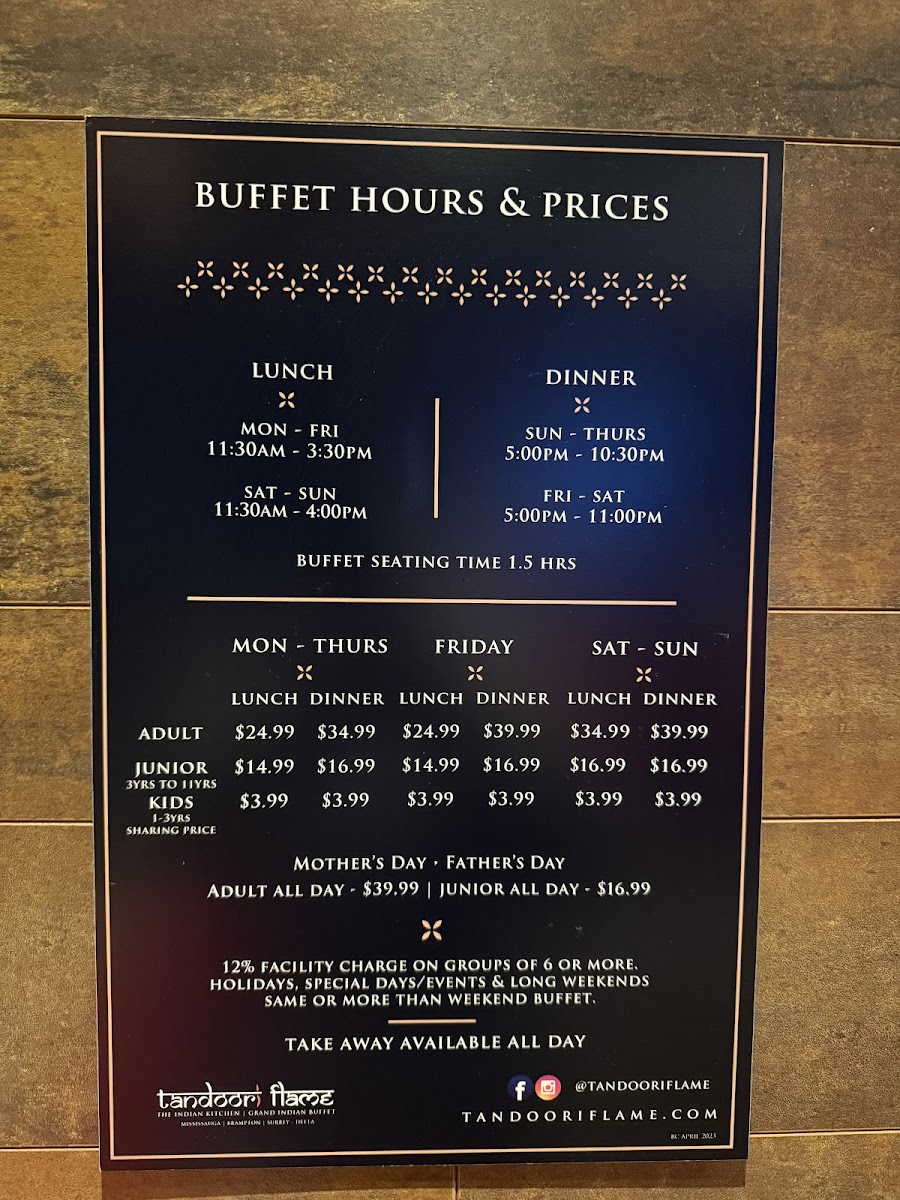 BUFFET HOURS & PRICES
LUNCH
MON - FRI
11:30AM - 3:30PM
SAT - SUN
11:30AM - 4:00PM
DINNER
SUN - THURS
5:00PM - 10:30PM
FRI - SAT
5:00PM - 11:00PM
BUFFET SEATING TIME 1.5 HRS
MON - THURS FRIDAY SAT - SUN
LUNCH DINNER LUNCH DINNER LUNCH DINNER
ADULT $24.99 $34.99 $24.99 $39.99 $34.99 $39.99
JUNIOR $14.99 $16.99 $14.99 $16.99 $16.99 $16.99
3YRS TO 11YRS
KIDS $3.99 $3.99 $3.99 $3.99 $3.99 $3.99
1-3YRS
SHARING PRICE
MOTHER'S DAY · FATHER'S DAY
ADULT ALL DAY - $39.99 | JUNIOR ALL DAY - $16.99
12% FACILITY CHARGE ON GROUPS OF 6 OR MORE.
HOLIDAYS, SPECIAL DAYS/EVENTS & LONG WEEKENDS
SAME OR MORE THAN WEEKEND BUFFET.
TAKE AWAY AVAILABLE ALL DAY
tandoori flame
THE INDIAN KITCHEN | GRAND INDIAN BUFFET
MISSISSAUGA | BRAMPTON | SURREY - DELTA
@TANDOORIFLAME
TANDOORIFLAME.COM
BC APRIL 2023